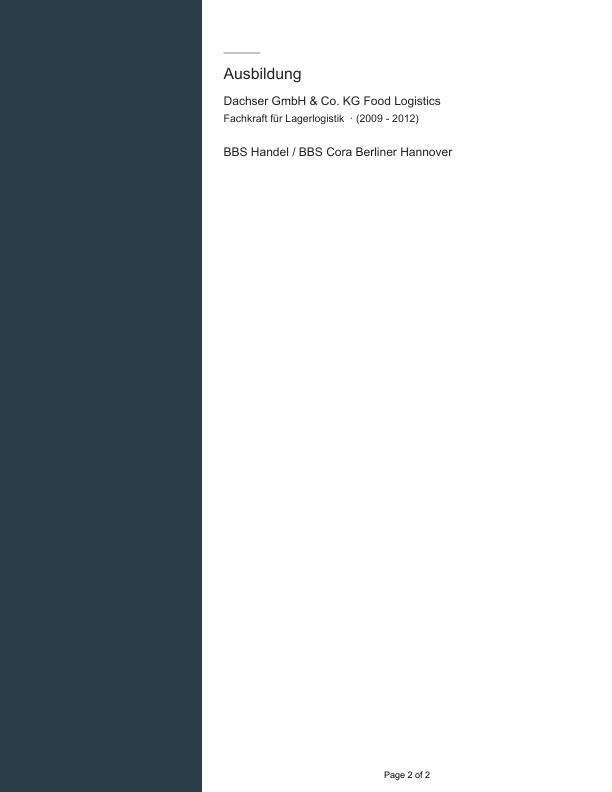 Ausbildung
Dachser GmbH & Co. KG Food Logistics
Fachkraft für Lagerlogistik · (2009 - 2012)
BBS Handel / BBS Cora Berliner Hannover
Page 2 of 2